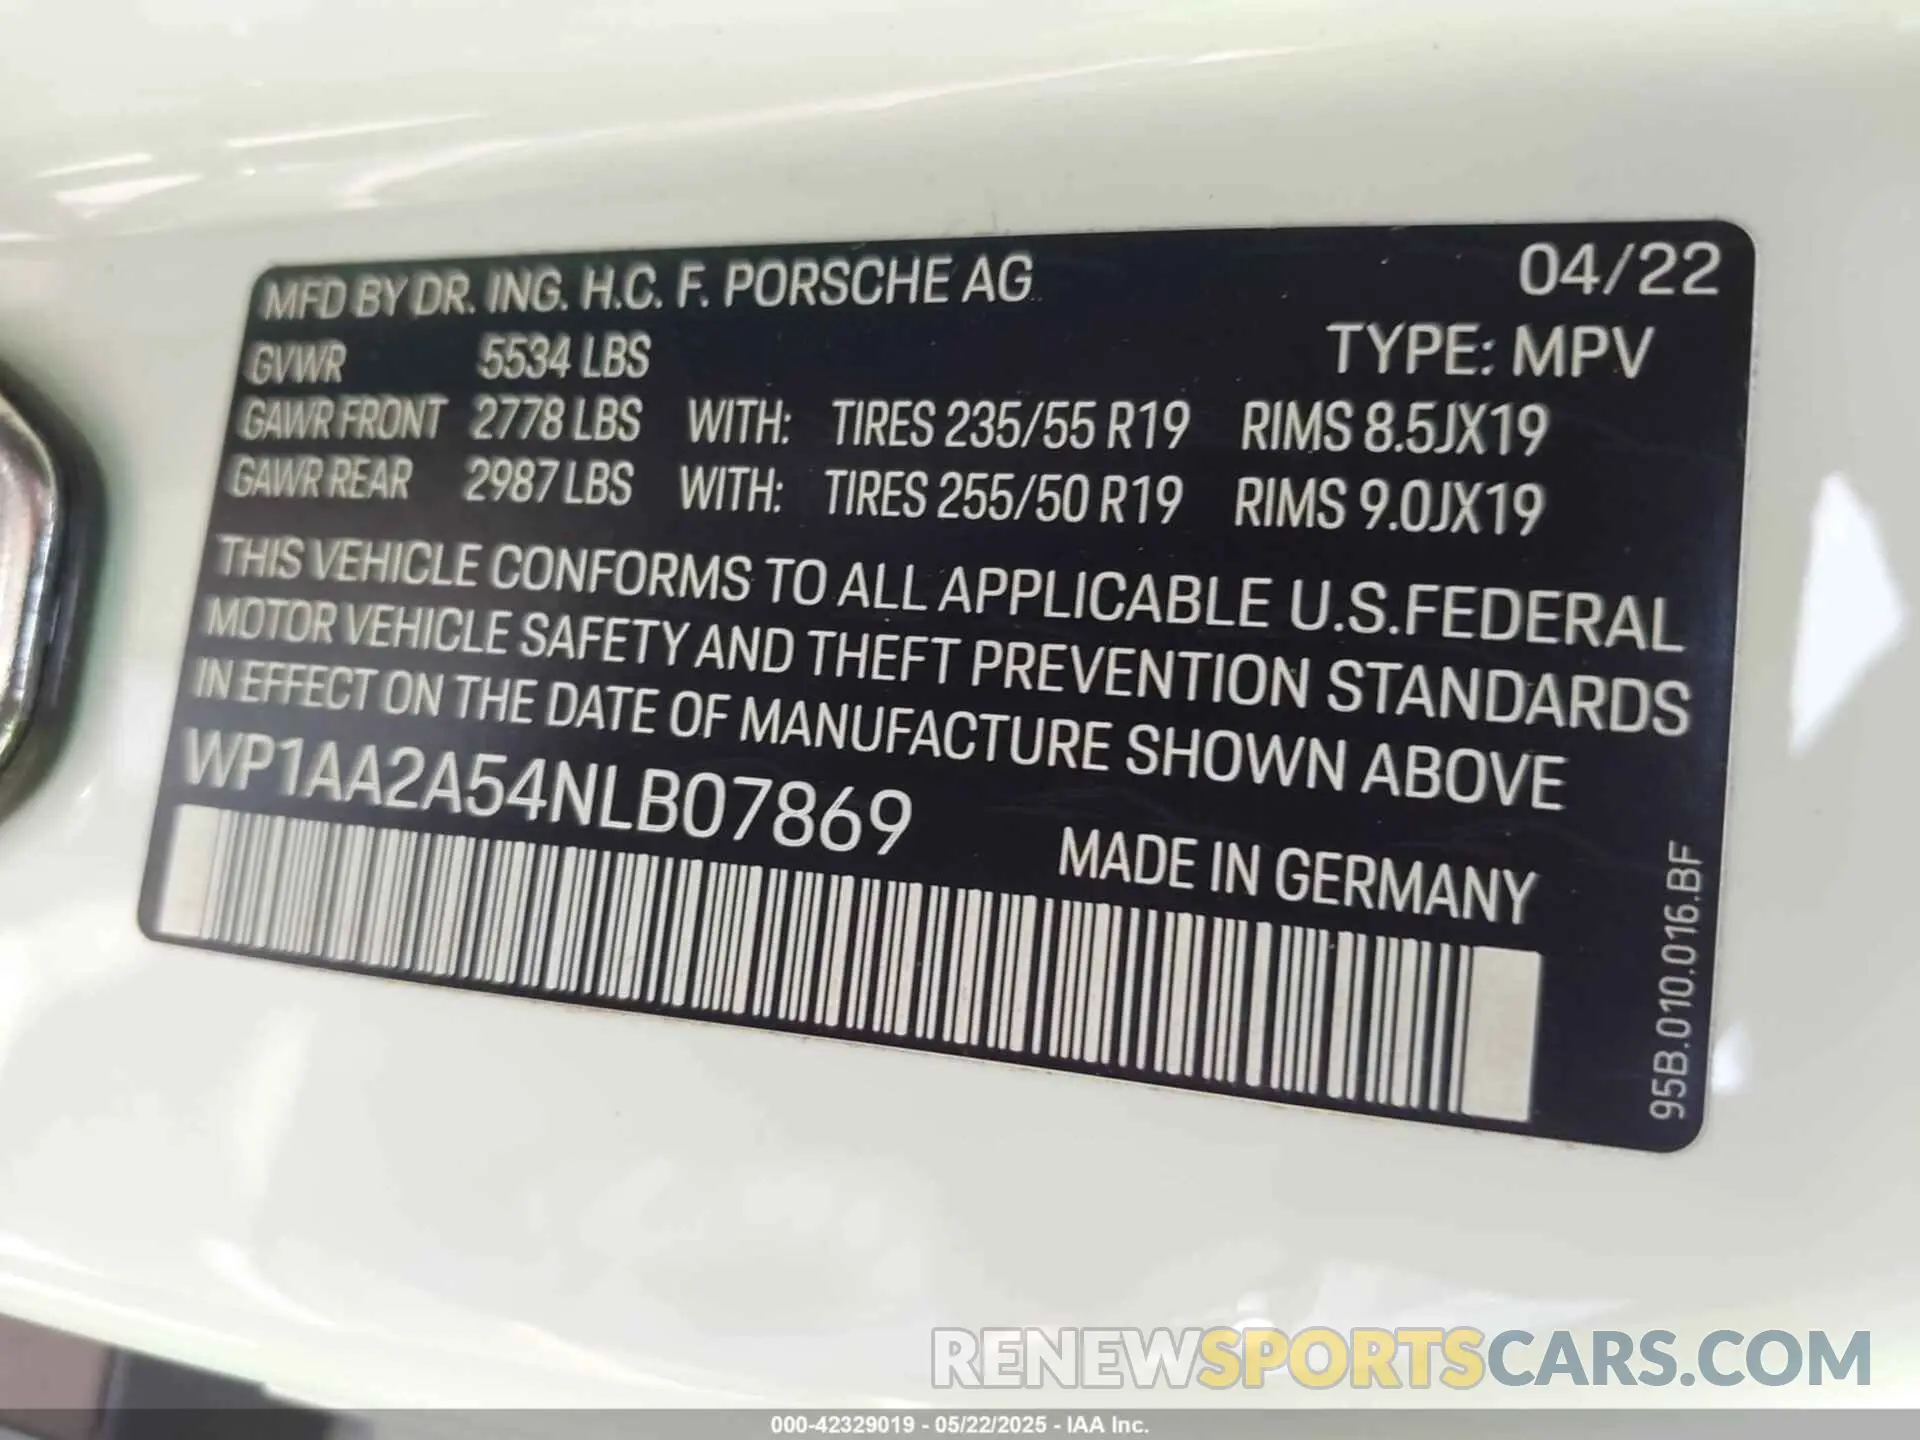 MFD BY DR. ING. H.C. F. PORSCHE AG 04/22
TYPE: MPV
GVWR 5534 LBS
GAWR FRONT 2778 LBS WITH: TIRES 235/55 R19 RIMS 8.5JX19
GAWR REAR 2987 LBS WITH: TIRES 255/50 R19 RIMS 9.0JX19
THIS VEHICLE CONFORMS TO ALL APPLICABLE U.S.FEDERAL
MOTOR VEHICLE SAFETY AND THEFT PREVENTION STANDARDS
IN EFFECT ON THE DATE OF MANUFACTURE SHOWN ABOVE
WP1AA2A54NLB07869
MADE IN GERMANY
95B.010.016.BF
RENEWSPORTSCARS.COM
000-42329019 - 05/22/2025 - IAA Inc.